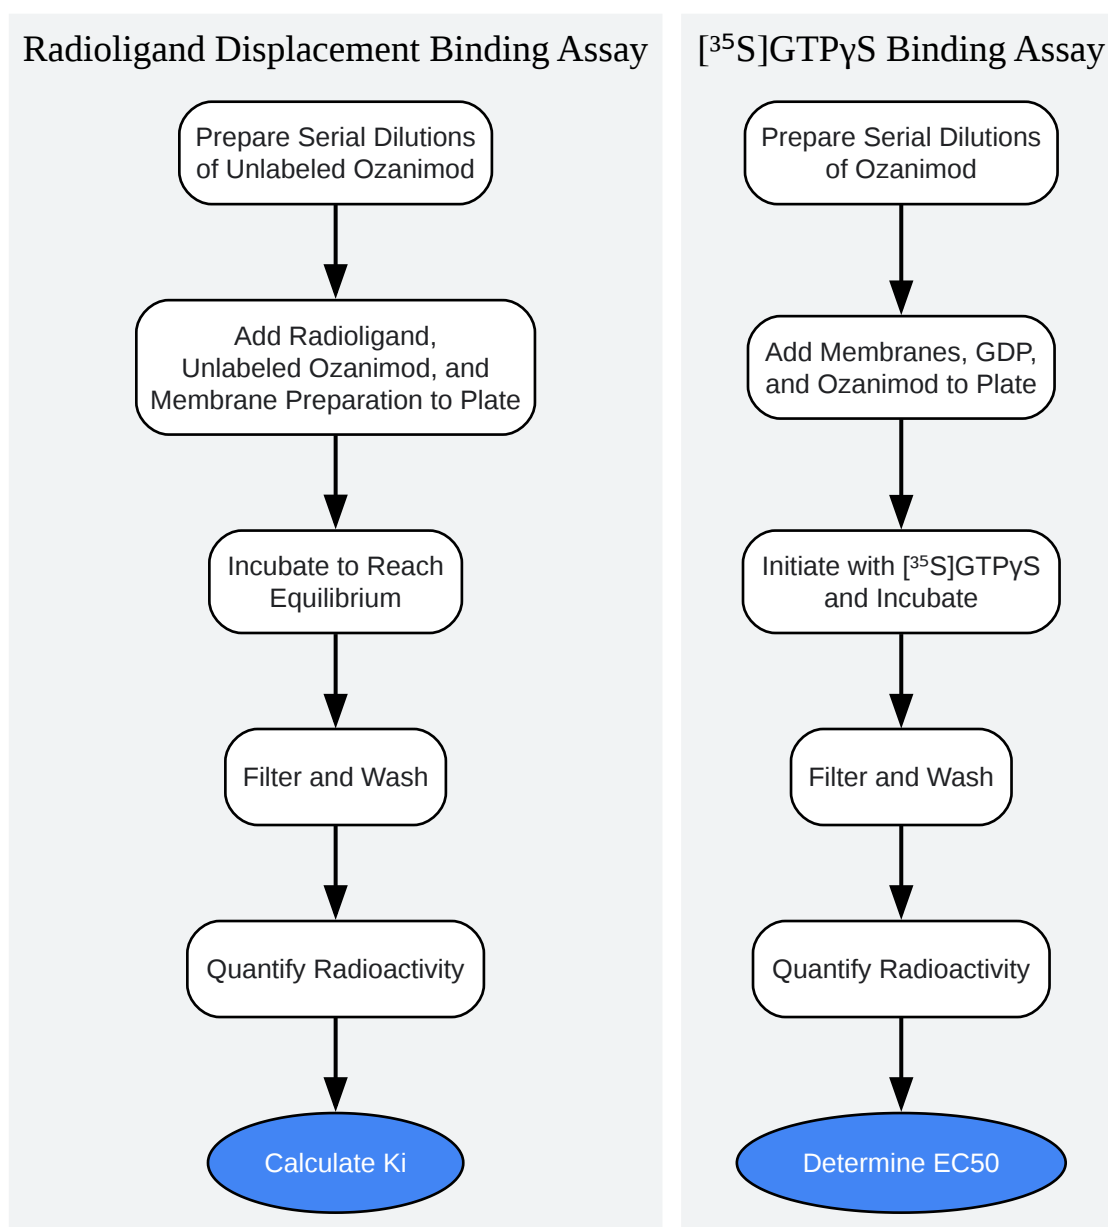 Radioligand Displacement Binding Assay
Prepare Serial Dilutions
of Unlabeled Ozanimod
Add Radioligand,
Unlabeled Ozanimod, and
Membrane Preparation to Plate
Incubate to Reach
Equilibrium
Filter and Wash
Quantify Radioactivity
Calculate Ki
[³⁵S]GTPγS Binding Assay
Prepare Serial Dilutions
of Ozanimod
Add Membranes, GDP,
and Ozanimod to Plate
Initiate with [³⁵S]GTPγS
and Incubate
Filter and Wash
Quantify Radioactivity
Determine EC50